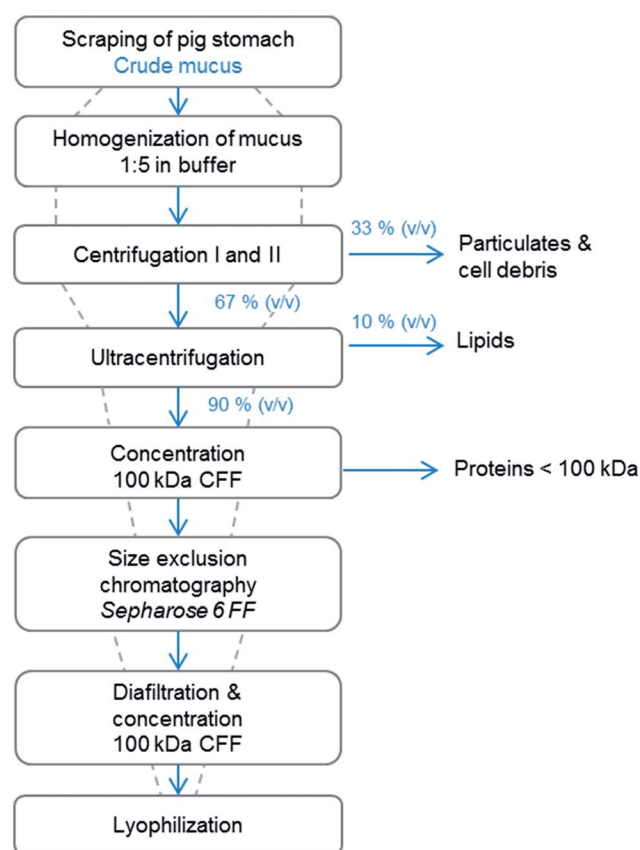 Scraping of pig stomach
Crude mucus
Homogenization of mucus
1:5 in buffer
Centrifugation I and II
33 % (v/v)
Particulates &
cell debris
67 % (v/v)
Ultracentrifugation
10 % (v/v)
Lipids
90 % (v/v)
Concentration
100 kDa CFF
Proteins < 100 kDa
Size exclusion
chromatography
Sepharose 6 FF
Diafiltration &
concentration
100 kDa CFF
Lyophilization